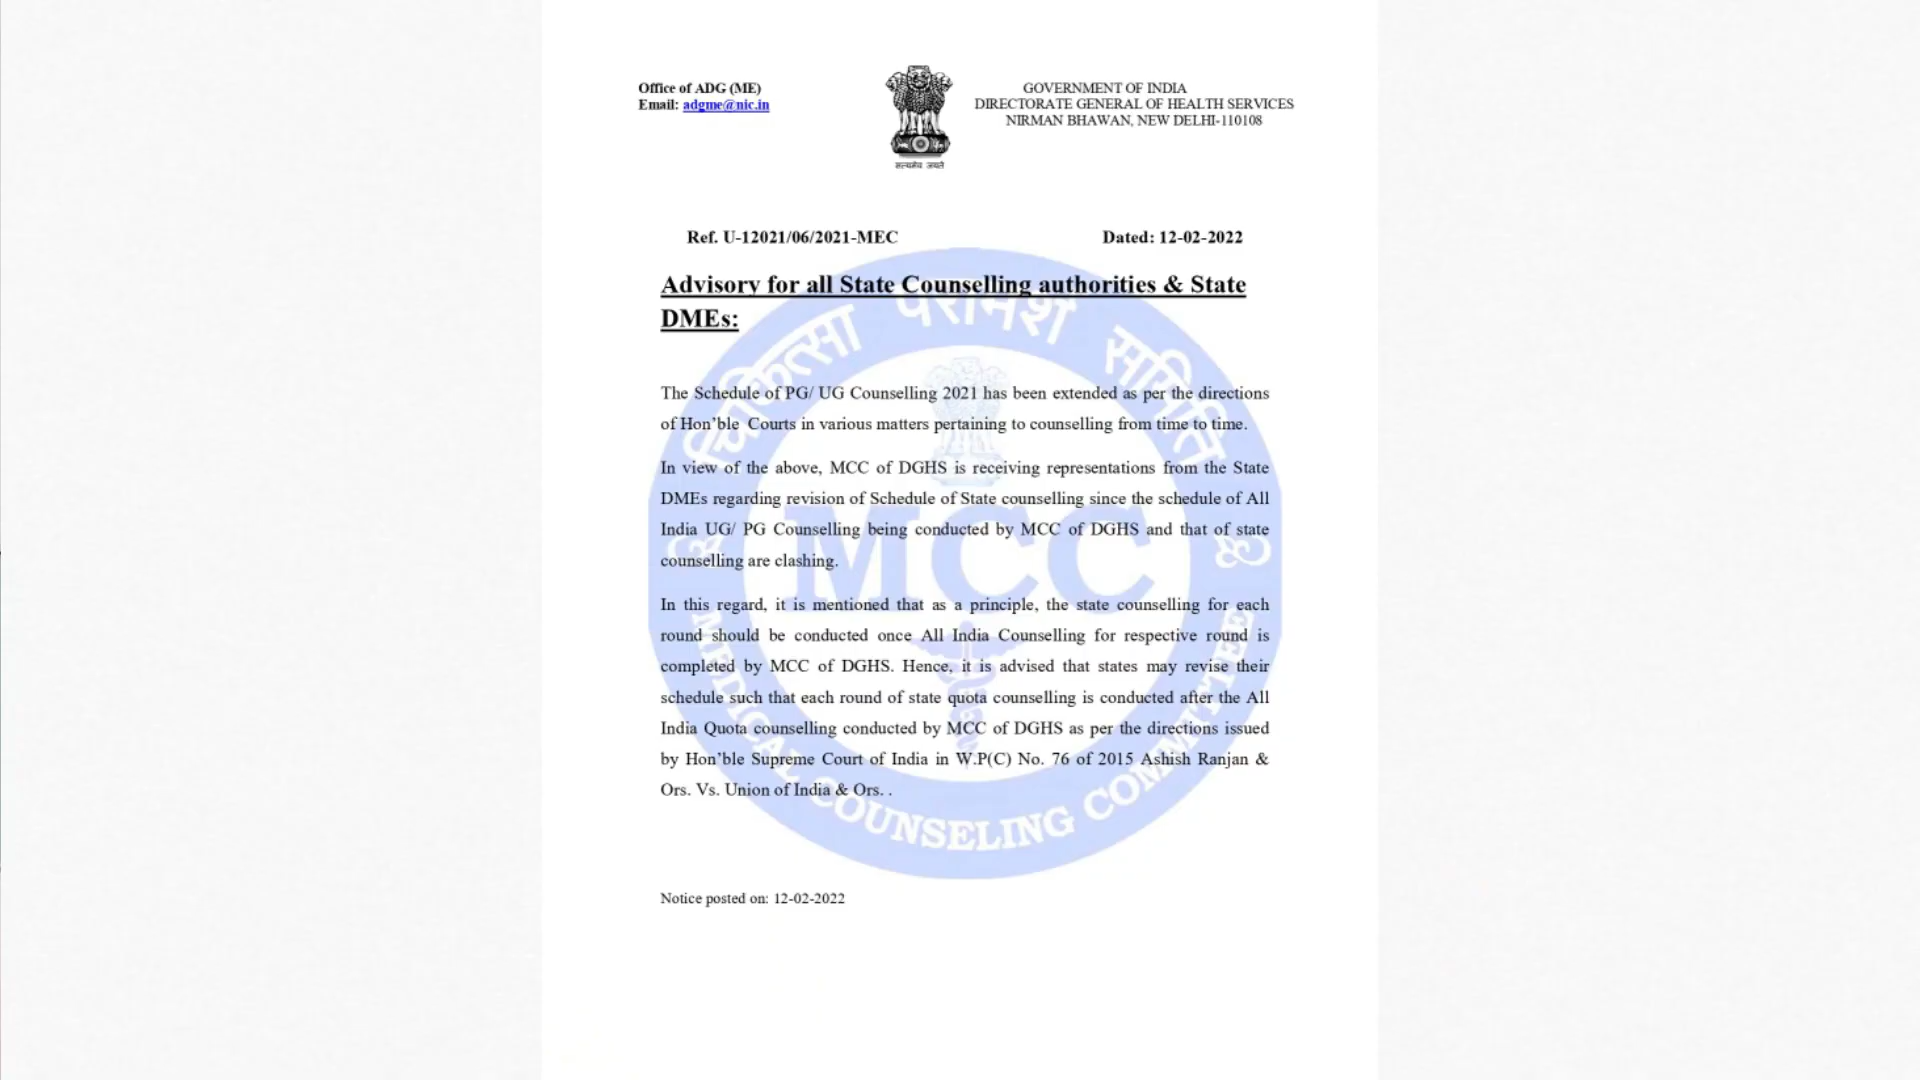 Office of ADG (ME)
Email: adgme@nic.in
सत्यमेव जयते
GOVERNMENT OF INDIA
DIRECTORATE GENERAL OF HEALTH SERVICES
NIRMAN BHAWAN, NEW DELHI-110108
Ref. U-12021/06/2021-MEC
Dated: 12-02-2022
Advisory for all State Counselling authorities & State
DMEs:
The Schedule of PG/ UG Counselling 2021 has been extended as per the directions
of Hon’ble Courts in various matters pertaining to counselling from time to time.
In view of the above, MCC of DGHS is receiving representations from the State
DMEs regarding revision of Schedule of State counselling since the schedule of All
India UG/ PG Counselling being conducted by MCC of DGHS and that of state
counselling are clashing.
In this regard, it is mentioned that as a principle, the state counselling for each
round should be conducted once All India Counselling for respective round is
completed by MCC of DGHS. Hence, it is advised that states may revise their
schedule such that each round of state quota counselling is conducted after the All
India Quota counselling conducted by MCC of DGHS as per the directions issued
by Hon’ble Supreme Court of India in W.P(C) No. 76 of 2015 Ashish Ranjan &
Ors. Vs. Union of India & Ors. .
Notice posted on: 12-02-2022
चिकित्सा परामर्श समिति
MCC
MEDICAL COUNSELING COMMITTEE